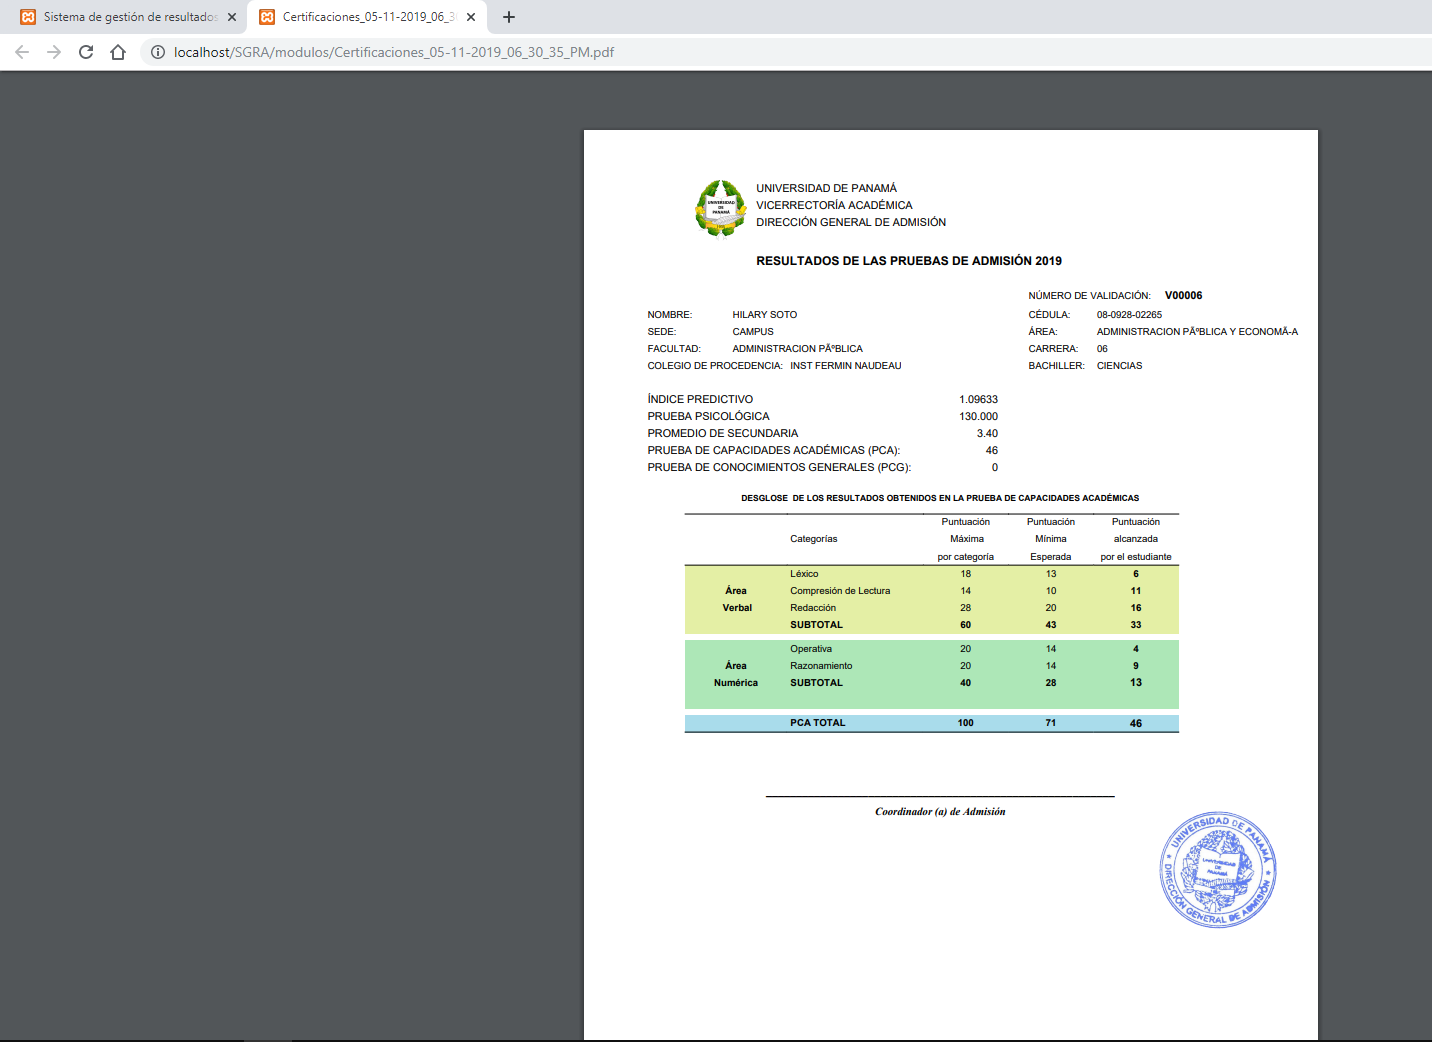 Sistema de gestión de resultados
Certificaciones_05-11-2019_06_3
localhost/SGRA/modulos/Certificaciones_05-11-2019_06_30_35_PM.pdf
UNIVERSIDAD DE PANAMÁ
UNIVERSIDAD DE PANAMÁ
VICERRECTORÍA ACADÉMICA
DIRECCIÓN GENERAL DE ADMISIÓN
RESULTADOS DE LAS PRUEBAS DE ADMISIÓN 2019
NÚMERO DE VALIDACIÓN: V00006
NOMBRE: HILARY SOTO CÉDULA: 08-0928-02265
SEDE: CAMPUS ÁREA: ADMINISTRACION PÃºBLICA Y ECONOMÃ-A
FACULTAD: ADMINISTRACION PÃºBLICA CARRERA: 06
COLEGIO DE PROCEDENCIA: INST FERMIN NAUDEAU BACHILLER: CIENCIAS
ÍNDICE PREDICTIVO 1.09633
PRUEBA PSICOLÓGICA 130.000
PROMEDIO DE SECUNDARIA 3.40
PRUEBA DE CAPACIDADES ACADÉMICAS (PCA): 46
PRUEBA DE CONOCIMIENTOS GENERALES (PCG): 0
DESGLOSE DE LOS RESULTADOS OBTENIDOS EN LA PRUEBA DE CAPACIDADES ACADÉMICAS
Puntuación Puntuación Puntuación
Categorías Máxima Mínima alcanzada
por categoría Esperada por el estudiante
Léxico 18 13 6
Área Compresión de Lectura 14 10 11
Verbal Redacción 28 20 16
SUBTOTAL 60 43 33
Operativa 20 14 4
Área Razonamiento 20 14 9
Numérica SUBTOTAL 40 28 13
PCA TOTAL 100 71 46
Coordinador (a) de Admisión
UNIVERSIDAD DE PANAMÁ
UNIVERSIDAD DE PANAMÁ
DIRECCIÓN GENERAL DE ADMISIÓN